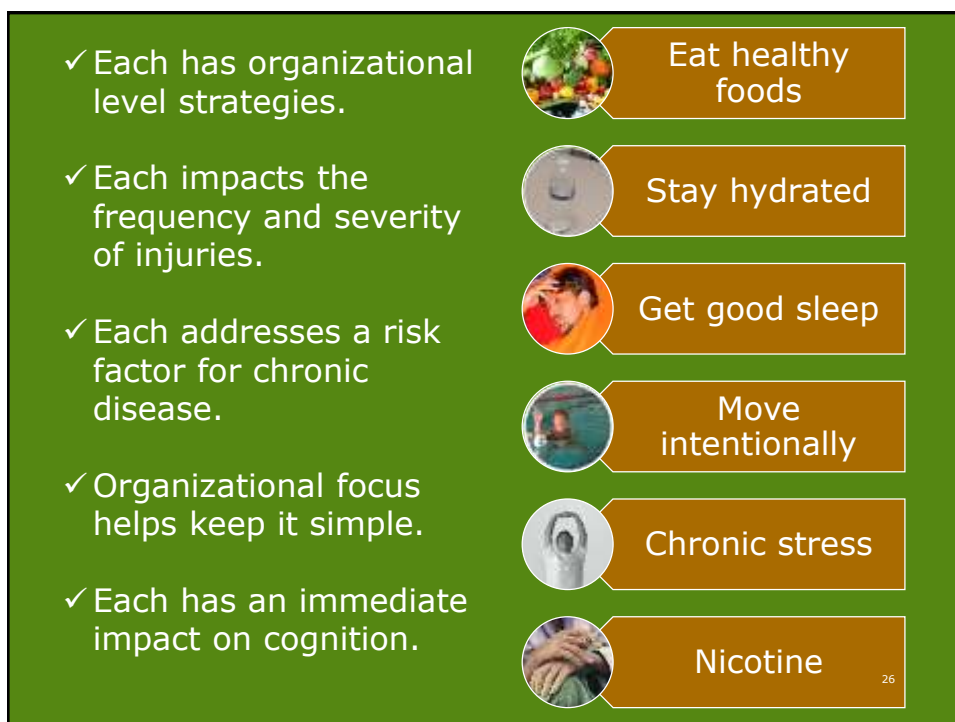 ✓ Each has organizational
level strategies.
✓ Each impacts the
frequency and severity
of injuries.
✓ Each addresses a risk
factor for chronic
disease.
✓ Organizational focus
helps keep it simple.
✓ Each has an immediate
impact on cognition.
Eat healthy
foods
Stay hydrated
Get good sleep
Move
intentionally
Chronic stress
Nicotine
26